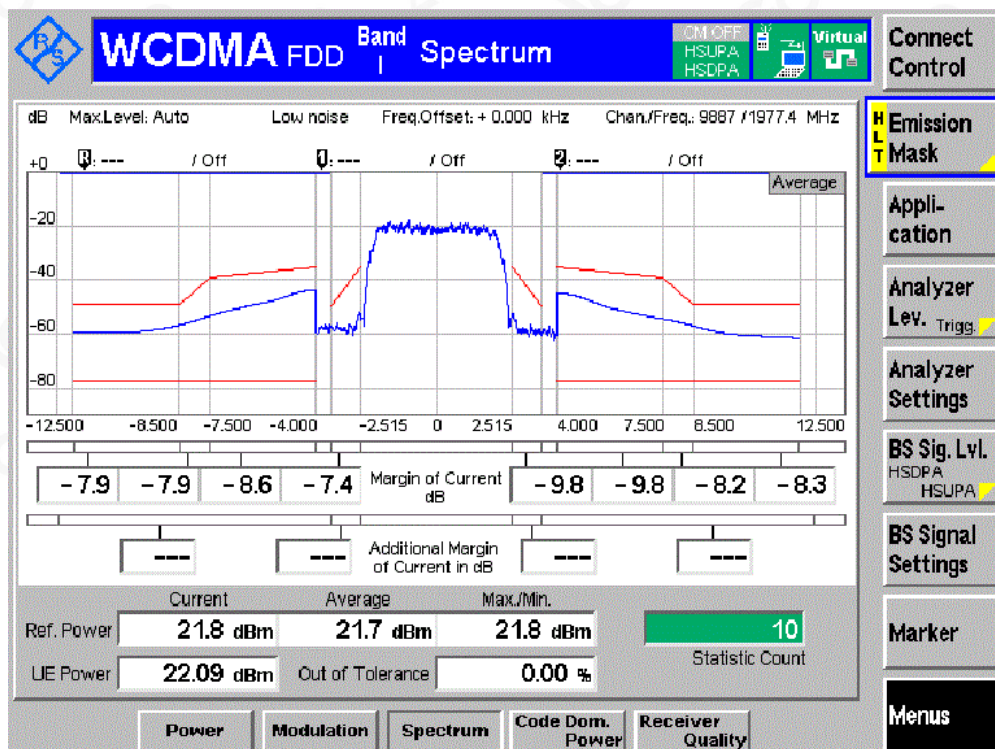 R/S
WCDMA FDD Band I Spectrum
CM OFF
HSUPA
HSDPA
Virtual
Connect Control
dB Max.Level: Auto Low noise Freq.Offset: + 0.000 kHz Chan./Freq.: 9887 / 1977.4 MHz
HLT
Emission Mask
R: --- / Off 1: --- / Off 2: --- / Off
Average
+0
-20
-40
-60
-80
-12.500 -8.500 -7.500 -4.000 -2.515 0 2.515 4.000 7.500 8.500 12.500
Appli-
cation
Analyzer
Lev. Trigg.
Analyzer
Settings
-7.9 -7.9 -8.6 -7.4 Margin of Current dB -9.8 -9.8 -8.2 -8.3
BS Sig. Lvl.
HSDPA
HSUPA
--- --- Additional Margin of Current in dB --- ---
BS Signal
Settings
Current Average Max./Min.
Ref. Power 21.8 dBm 21.7 dBm 21.8 dBm 10
Statistic Count
UE Power 22.09 dBm Out of Tolerance 0.00 %
Marker
Power Modulation Spectrum Code Dom. Power Receiver Quality
Menus